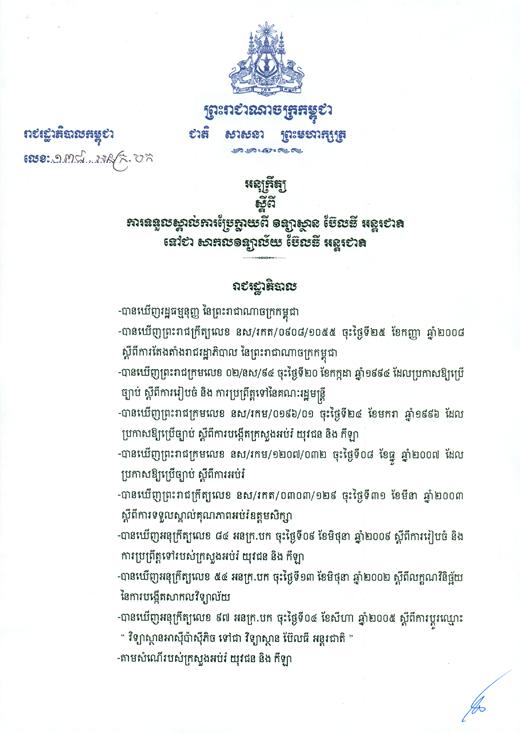 ព្រះរាជាណាចក្រកម្ពុជា
ជាតិ សាសនា ព្រះមហាក្សត្រ
រាជរដ្ឋាភិបាលកម្ពុជា
លេខ:១៣៨ អនក្រ.បក
អនុក្រឹត្យ
ស្តីពី
ការទទួលស្គាល់ការប្រែក្លាយពី វិទ្យាស្ថាន ប៊ែលធី អន្តរជាតិ
ទៅជា សាកលវិទ្យាល័យ ប៊ែលធី អន្តរជាតិ
រាជរដ្ឋាភិបាល
-បានឃើញរដ្ឋធម្មនុញ្ញ នៃព្រះរាជាណាចក្រកម្ពុជា
-បានឃើញព្រះរាជក្រឹត្យលេខ នស/រកត/០៩០៨/១០៥៥ ចុះថ្ងៃទី២៥ ខែកញ្ញា ឆ្នាំ២០០៨
ស្តីពីការតែងតាំងរាជរដ្ឋាភិបាល នៃព្រះរាជាណាចក្រកម្ពុជា
-បានឃើញព្រះរាជក្រមលេខ ០២/នស/៩៤ ចុះថ្ងៃទី២០ ខែកក្កដា ឆ្នាំ១៩៩៤ ដែលប្រកាសឱ្យប្រើ
ច្បាប់ ស្តីពីការរៀបចំ និង ការប្រព្រឹត្តទៅនៃគណៈរដ្ឋមន្ត្រី
-បានឃើញព្រះរាជក្រមលេខ នស/រកម/០១៩៦/០១ ចុះថ្ងៃទី២៤ ខែមករា ឆ្នាំ១៩៩៦ ដែល
ប្រកាសឱ្យប្រើច្បាប់ ស្តីពីការបង្កើតក្រសួងអប់រំ យុវជន និង កីឡា
-បានឃើញព្រះរាជក្រមលេខ នស/រកម/១២០៧/០៣២ ចុះថ្ងៃទី០៨ ខែធ្នូ ឆ្នាំ២០០៧ ដែល
ប្រកាសឱ្យប្រើច្បាប់ ស្តីពីការអប់រំ
-បានឃើញព្រះរាជក្រឹត្យលេខ នស/រកត/០៣០៣/១២៩ ចុះថ្ងៃទី៣១ ខែមីនា ឆ្នាំ២០០៣
ស្តីពីការទទួលស្គាល់គុណភាពអប់រំឧត្តមសិក្សា
-បានឃើញអនុក្រឹត្យលេខ ៨៤ អនក្រ.បក ចុះថ្ងៃទី០៩ ខែមិថុនា ឆ្នាំ២០០៩ ស្តីពីការរៀបចំ និង
ការប្រព្រឹត្តទៅរបស់ក្រសួងអប់រំ យុវជន និង កីឡា
-បានឃើញអនុក្រឹត្យលេខ ៥៤ អនក្រ.បក ចុះថ្ងៃទី១៣ ខែមិថុនា ឆ្នាំ២០០២ ស្តីពីលក្ខណវិនិច្ឆ័យ
នៃការបង្កើតសាកលវិទ្យាល័យ
-បានឃើញអនុក្រឹត្យលេខ ៩៧ អនក្រ.បក ចុះថ្ងៃទី០៤ ខែសីហា ឆ្នាំ២០០៥ ស្តីពីការប្តូរឈ្មោះ
" វិទ្យាស្ថានអាស៊ីប៉ាស៊ីភិច ទៅជា វិទ្យាស្ថាន ប៊ែលធី អន្តរជាតិ "
-តាមសំណើរបស់ក្រសួងអប់រំ យុវជន និង កីឡា